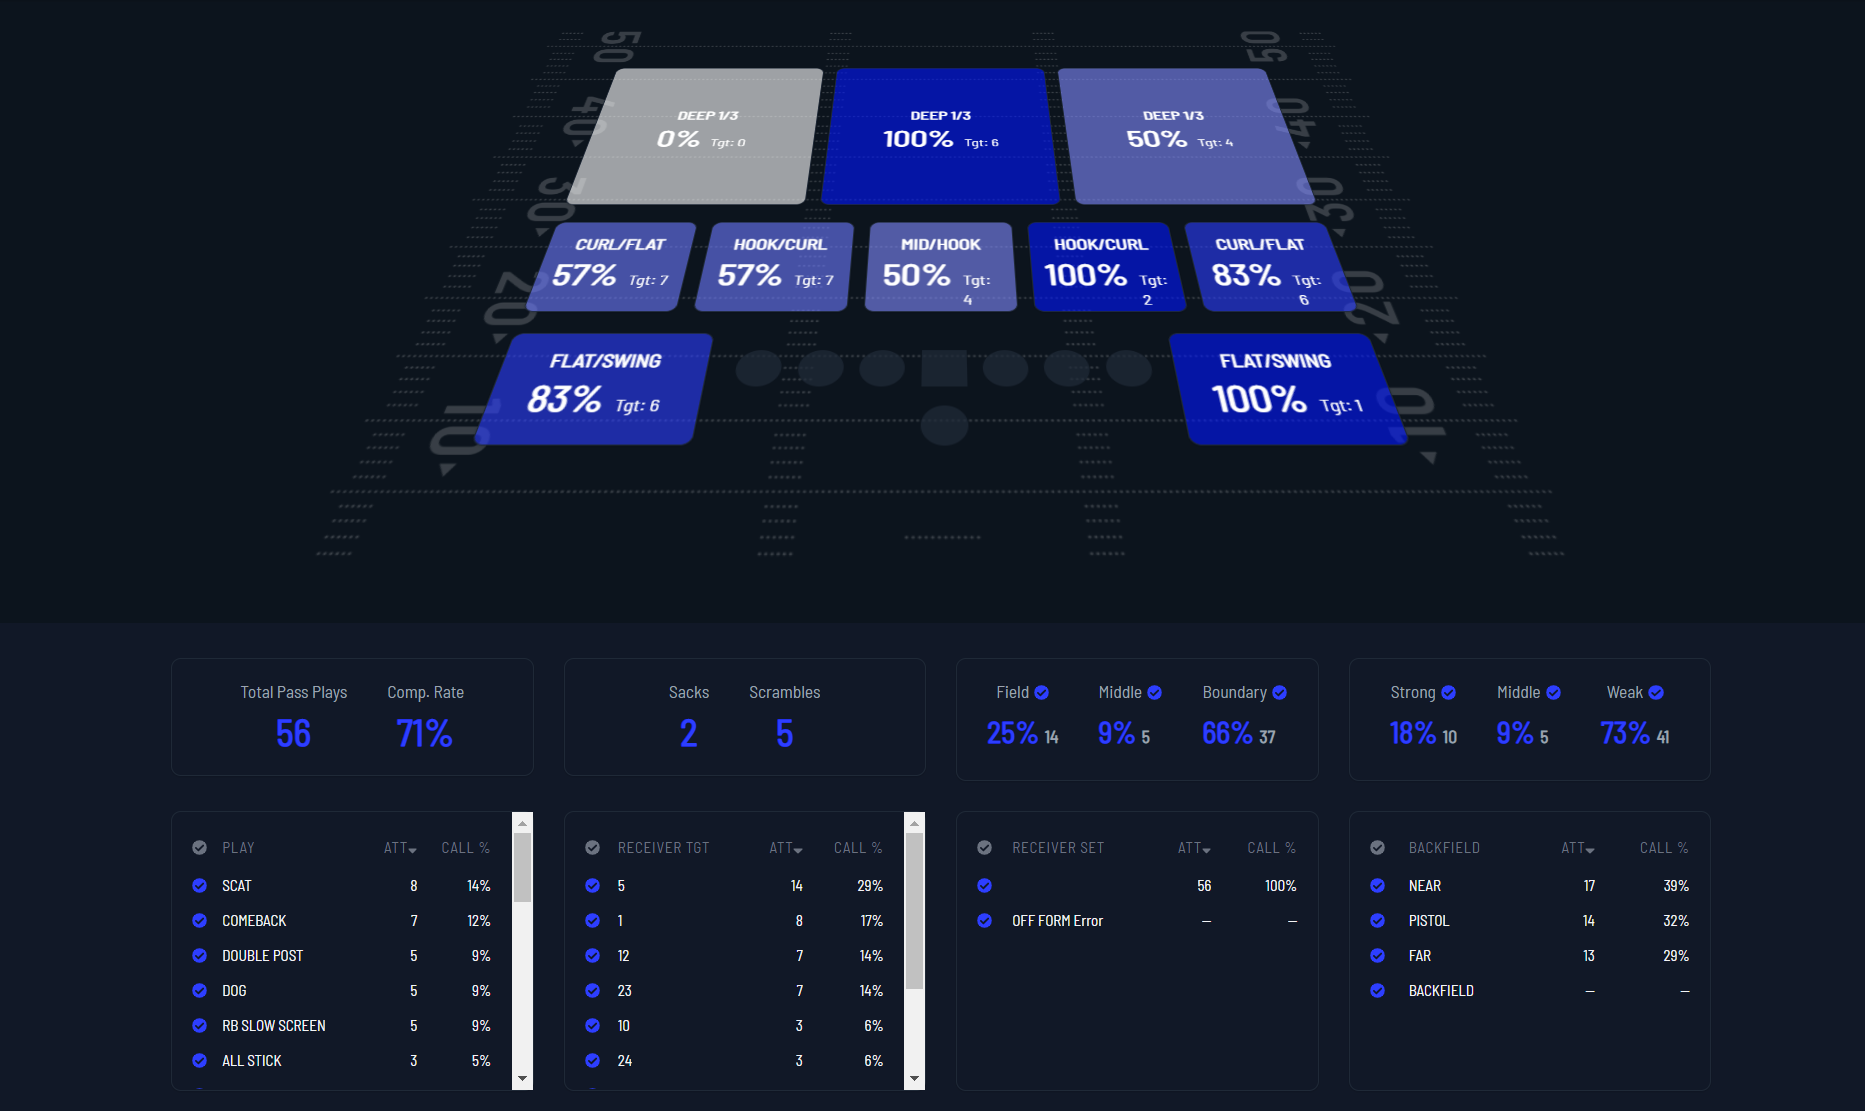 50 50
DEEP 1/3 DEEP 1/3 DEEP 1/3
0% Tgt: 0 100% Tgt: 6 50% Tgt: 4
40 40
30 30
CURL/FLAT HOOK/CURL MID/HOOK HOOK/CURL CURL/FLAT
57% Tgt: 7 57% Tgt: 7 50% Tgt: 4 100% Tgt: 2 83% Tgt: 6
20 20
FLAT/SWING FLAT/SWING
83% Tgt: 6 100% Tgt: 1
10 10
Total Pass Plays Comp. Rate Sacks Scrambles Field Middle Boundary Strong Middle Weak
56 71% 2 5 25% 14 9% 5 66% 37 18% 10 9% 5 73% 41
PLAY ATT CALL %
SCAT 8 14%
COMEBACK 7 12%
DOUBLE POST 5 9%
DOG 5 9%
RB SLOW SCREEN 5 9%
ALL STICK 3 5%
RECEIVER TGT ATT CALL %
5 14 29%
1 8 17%
12 7 14%
23 7 14%
10 3 6%
24 3 6%
RECEIVER SET ATT CALL %
56 100%
OFF FORM Error — —
BACKFIELD ATT CALL %
NEAR 17 39%
PISTOL 14 32%
FAR 13 29%
BACKFIELD — —